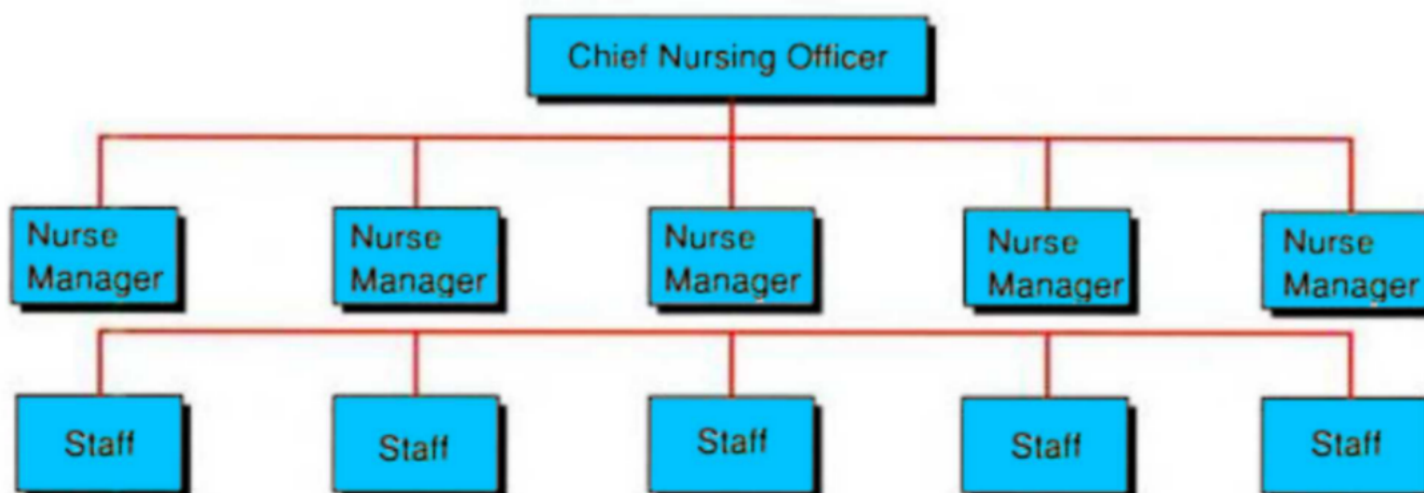 Chief Nursing Officer
Nurse
Manager
Nurse
Manager
Nurse
Manager
Nurse
Manager
Nurse
Manager
Staff
Staff
Staff
Staff
Staff